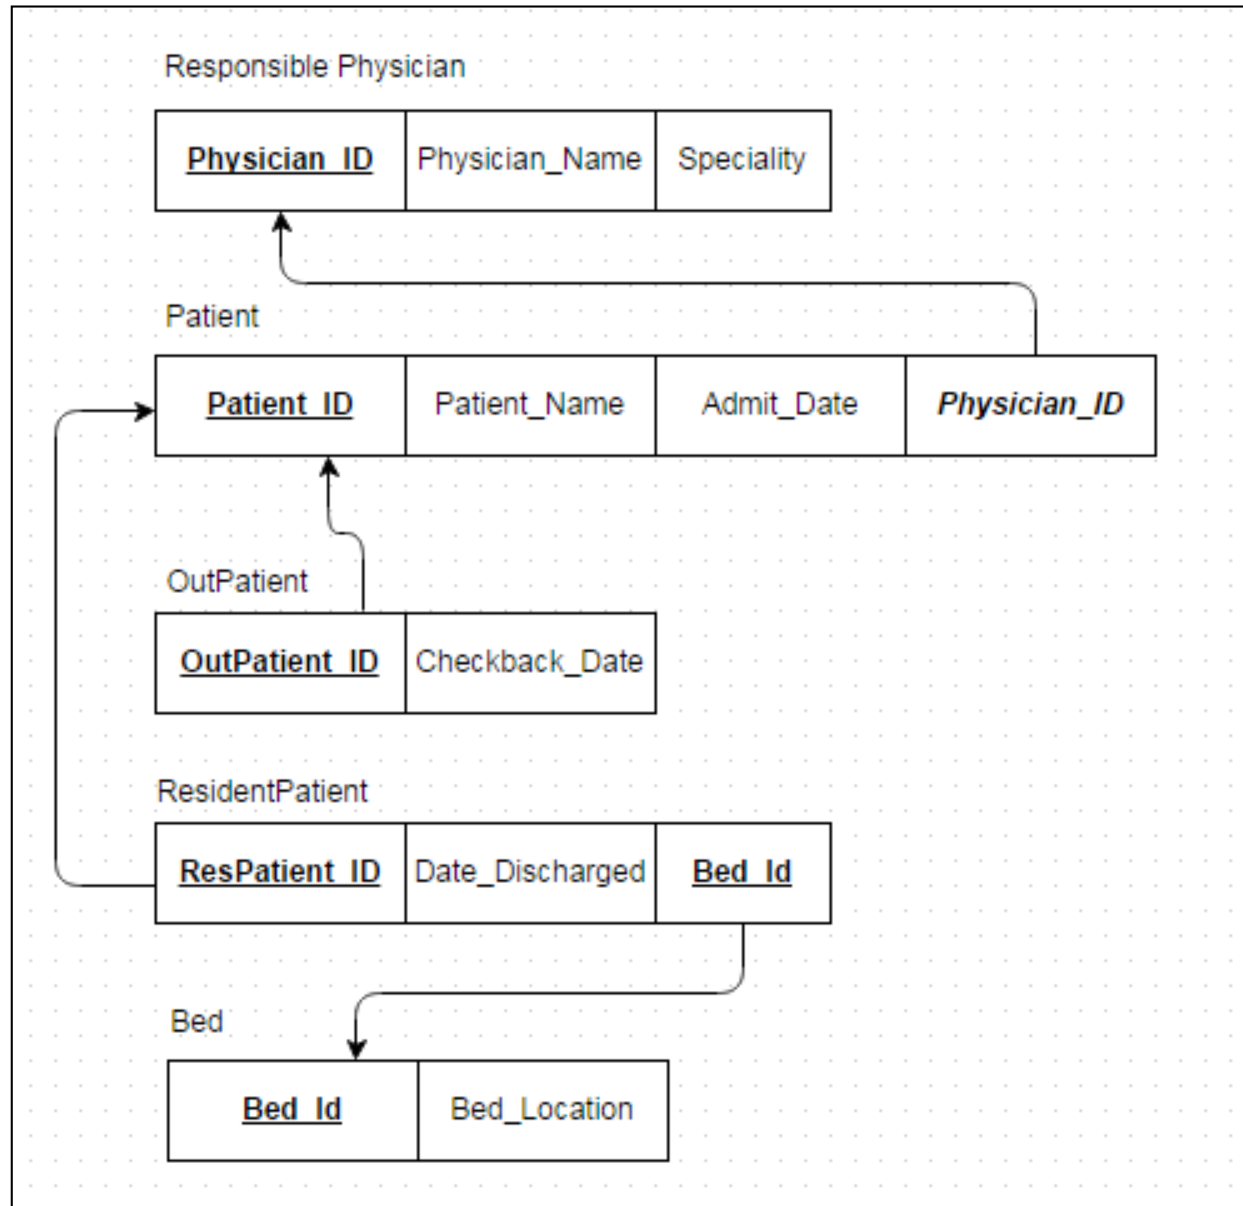 Responsible Physician
Physician_ID Physician_Name Speciality
Patient
Patient_ID Patient_Name Admit_Date Physician_ID
OutPatient
OutPatient_ID Checkback_Date
ResidentPatient
ResPatient_ID Date_Discharged Bed_Id
Bed
Bed_Id Bed_Location